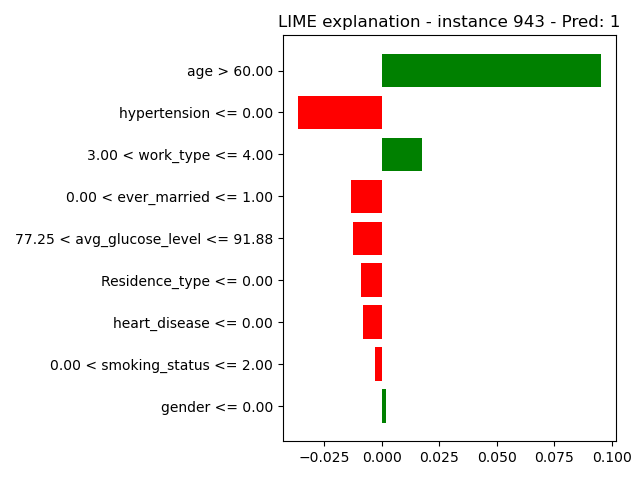 LIME explanation - instance 943 - Pred: 1
age > 60.00
hypertension <= 0.00
3.00 < work_type <= 4.00
0.00 < ever_married <= 1.00
77.25 < avg_glucose_level <= 91.88
Residence_type <= 0.00
heart_disease <= 0.00
0.00 < smoking_status <= 2.00
gender <= 0.00
−0.025 0.000 0.025 0.050 0.075 0.100